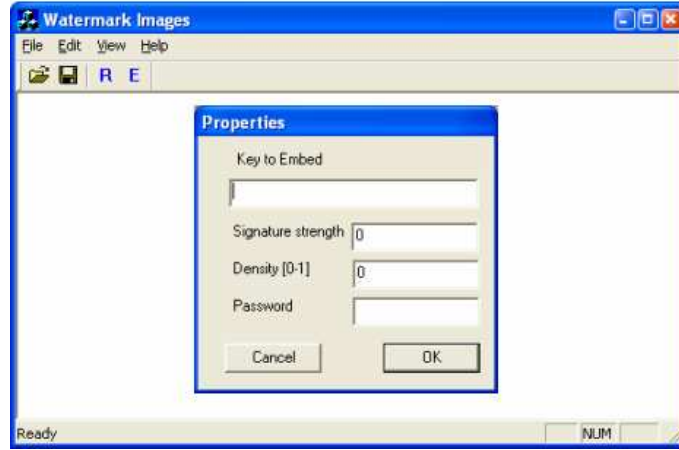 Watermark Images
File Edit View Help
R E
Properties
Key to Embed
Signature strength 0
Density [0-1] 0
Password
Cancel OK
Ready NUM